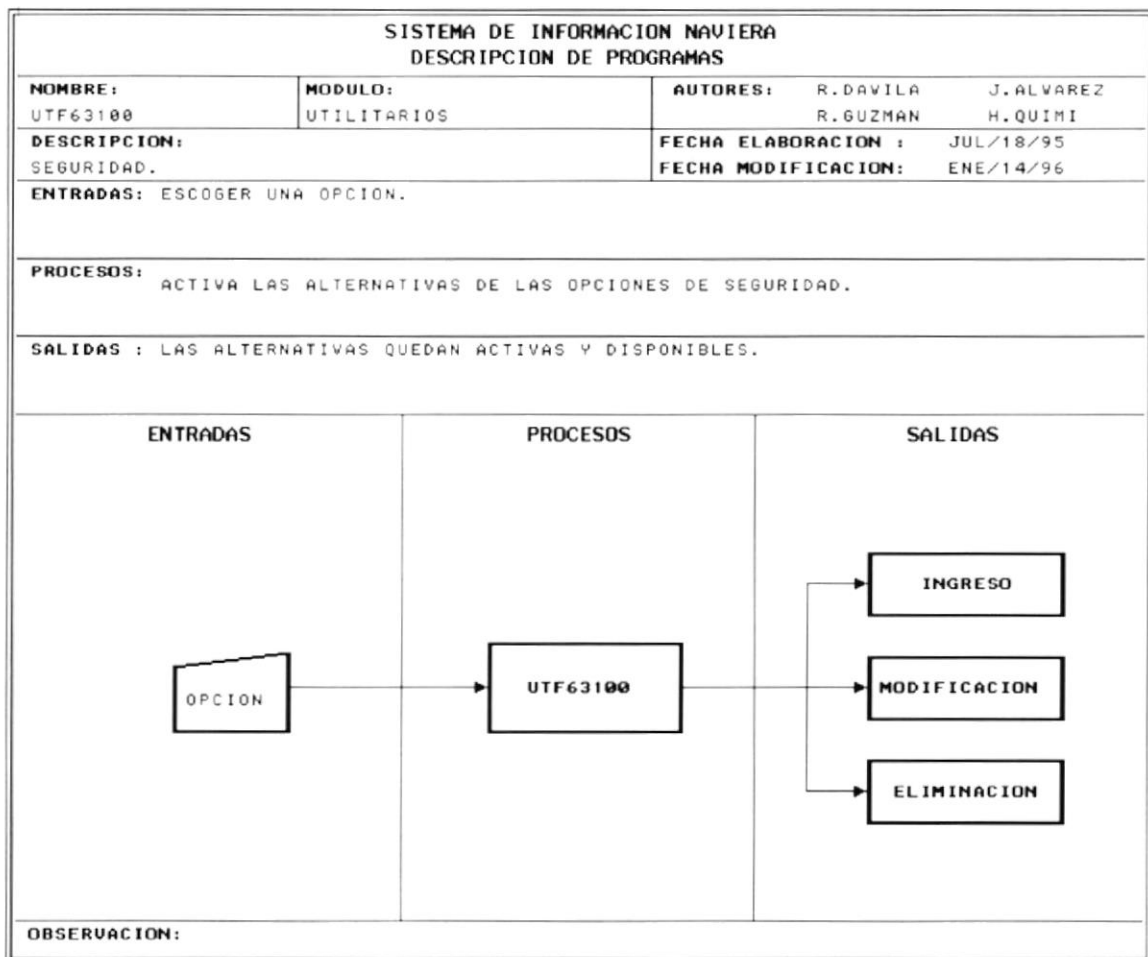 SISTEMA DE INFORMACION NAVIERA
DESCRIPCION DE PROGRAMAS
NOMBRE:
UTF63100
MODULO:
UTILITARIOS
AUTORES: R.DAVILA J.ALVAREZ
R.GUZMAN H.QUIMI
DESCRIPCION:
SEGURIDAD.
FECHA ELABORACION : JUL/18/95
FECHA MODIFICACION: ENE/14/96
ENTRADAS: ESCOGER UNA OPCION.
PROCESOS:
ACTIVA LAS ALTERNATIVAS DE LAS OPCIONES DE SEGURIDAD.
SALIDAS : LAS ALTERNATIVAS QUEDAN ACTIVAS Y DISPONIBLES.
ENTRADAS
PROCESOS
SALIDAS
OPCION
UTF63100
INGRESO
MODIFICACION
ELIMINACION
OBSERVACION: